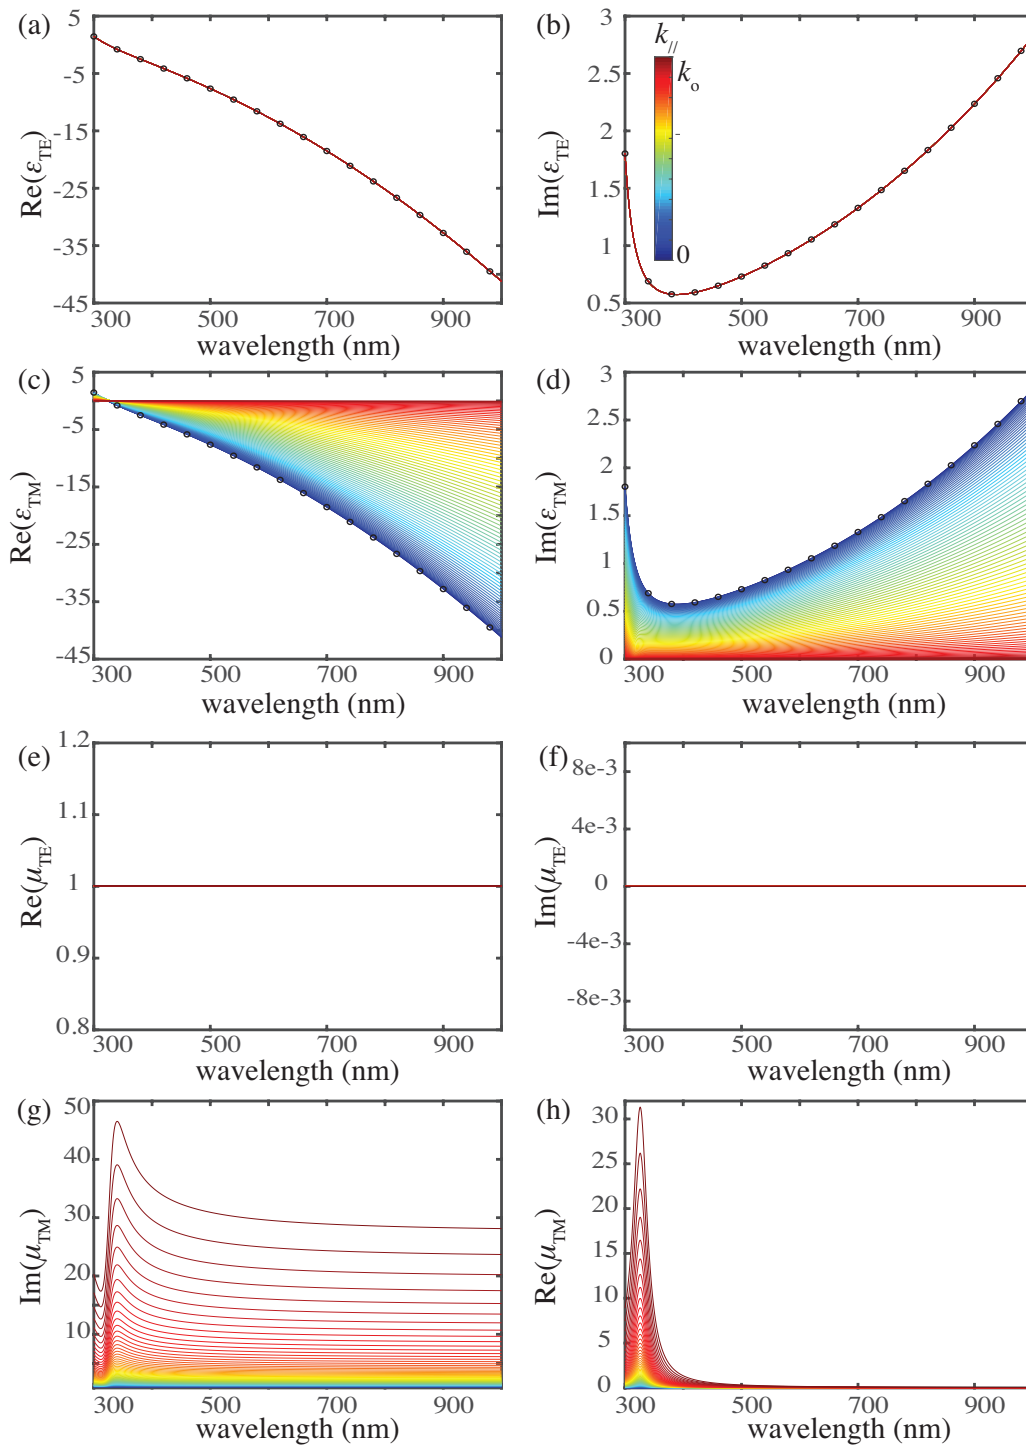 (a)
5
-5
-15
-25
-35
-45
Re(εTE)
300 500 700 900
wavelength (nm)
(b)
3
2.5
2
1.5
1
0.5
Im(εTE)
k//
ko
0
300 500 700 900
wavelength (nm)
(c)
5
-5
-15
-25
-35
-45
Re(εTM)
300 500 700 900
wavelength (nm)
(d)
3
2.5
2
1.5
1
0.5
0
Im(εTM)
300 500 700 900
wavelength (nm)
(e)
1.2
1.1
1
0.9
0.8
Re(μTE)
300 500 700 900
wavelength (nm)
(f)
8e-3
4e-3
0
-4e-3
-8e-3
Im(μTE)
300 500 700 900
wavelength (nm)
(g)
50
40
30
20
10
Im(μTM)
300 500 700 900
wavelength (nm)
(h)
30
25
20
15
10
5
0
Re(μTM)
300 500 700 900
wavelength (nm)